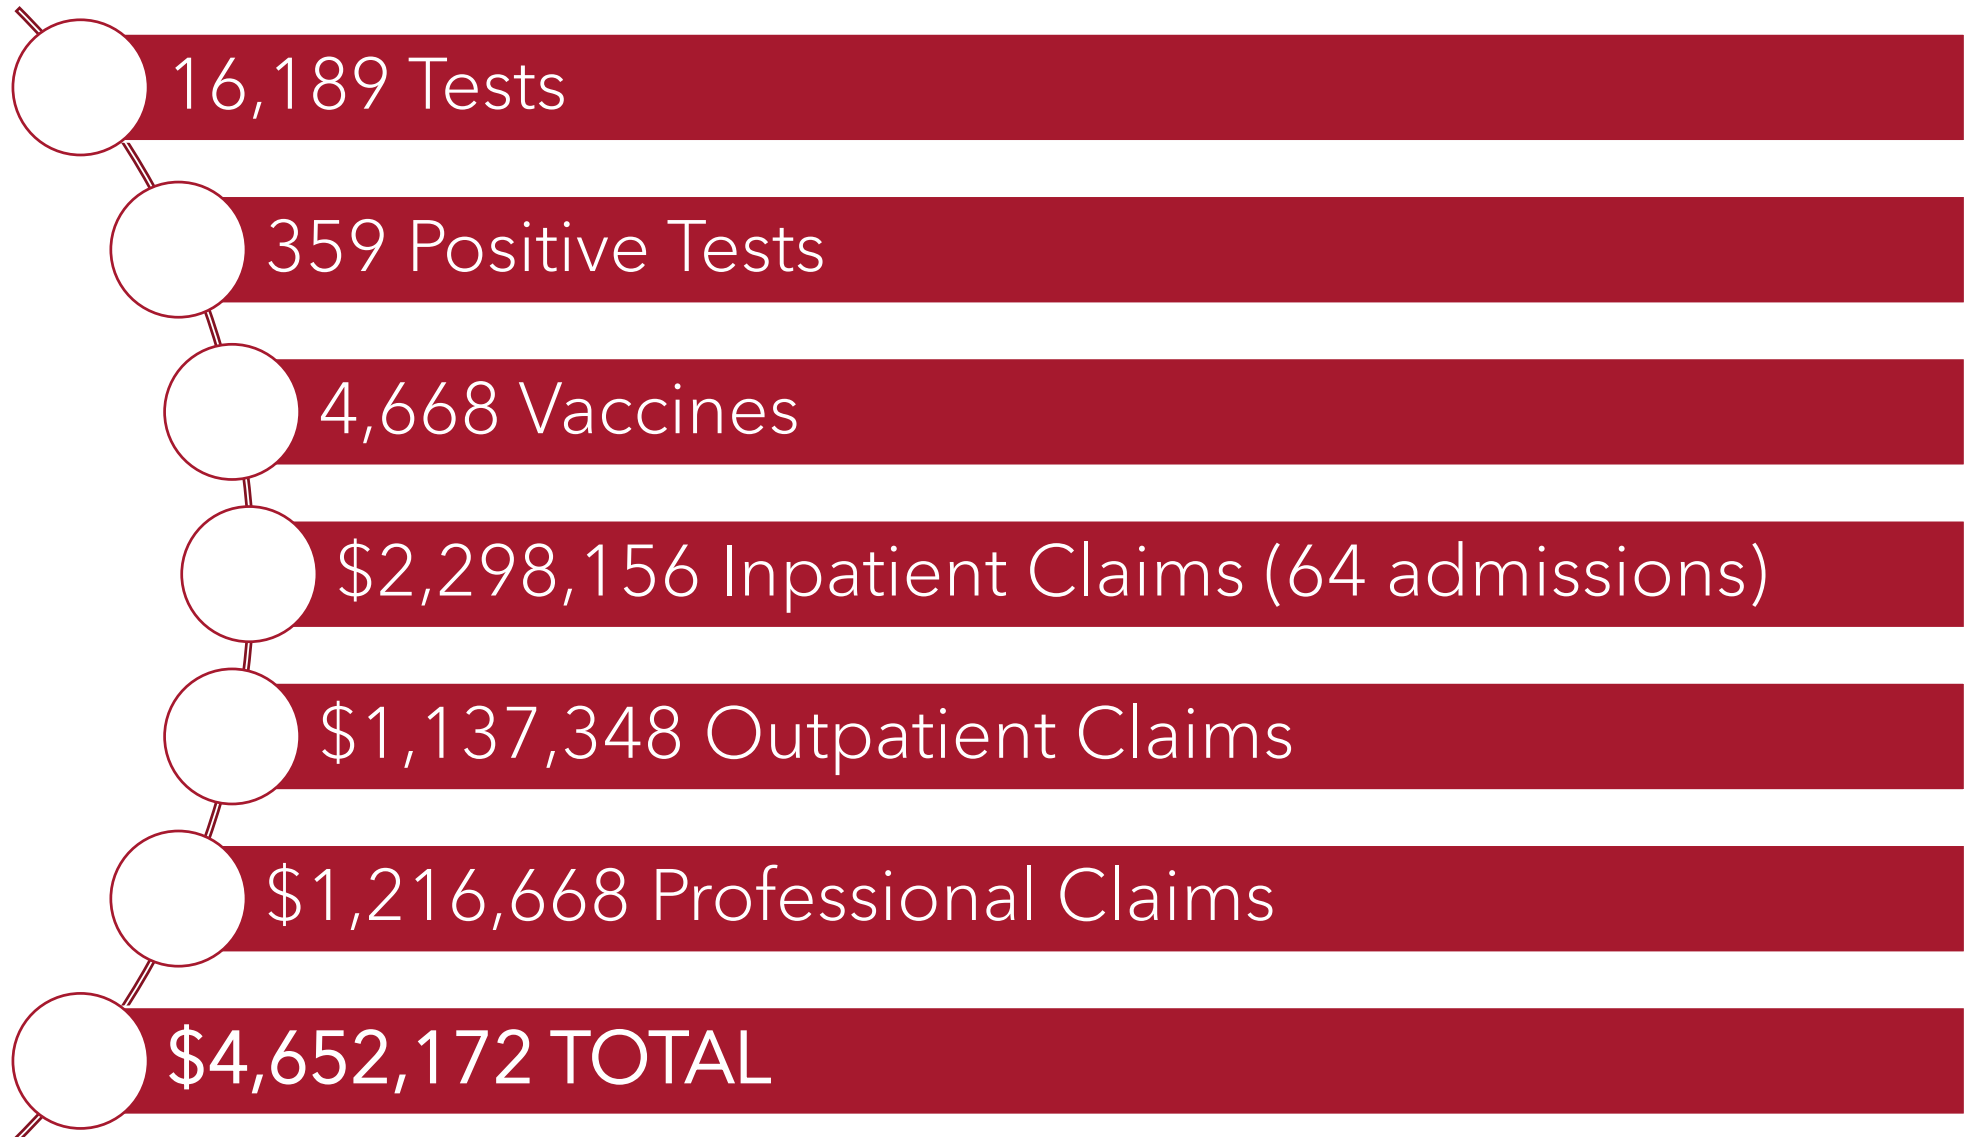 16,189 Tests
359 Positive Tests
4,668 Vaccines
$2,298,156 Inpatient Claims (64 admissions)
$1,137,348 Outpatient Claims
$1,216,668 Professional Claims
$4,652,172 TOTAL